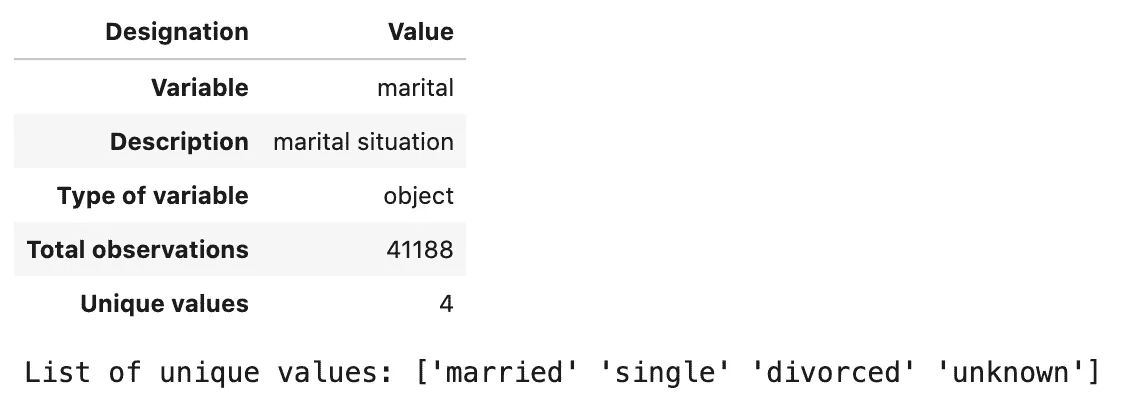 Designation Value
Variable marital
Description marital situation
Type of variable object
Total observations 41188
Unique values 4
List of unique values: ['married' 'single' 'divorced' 'unknown']